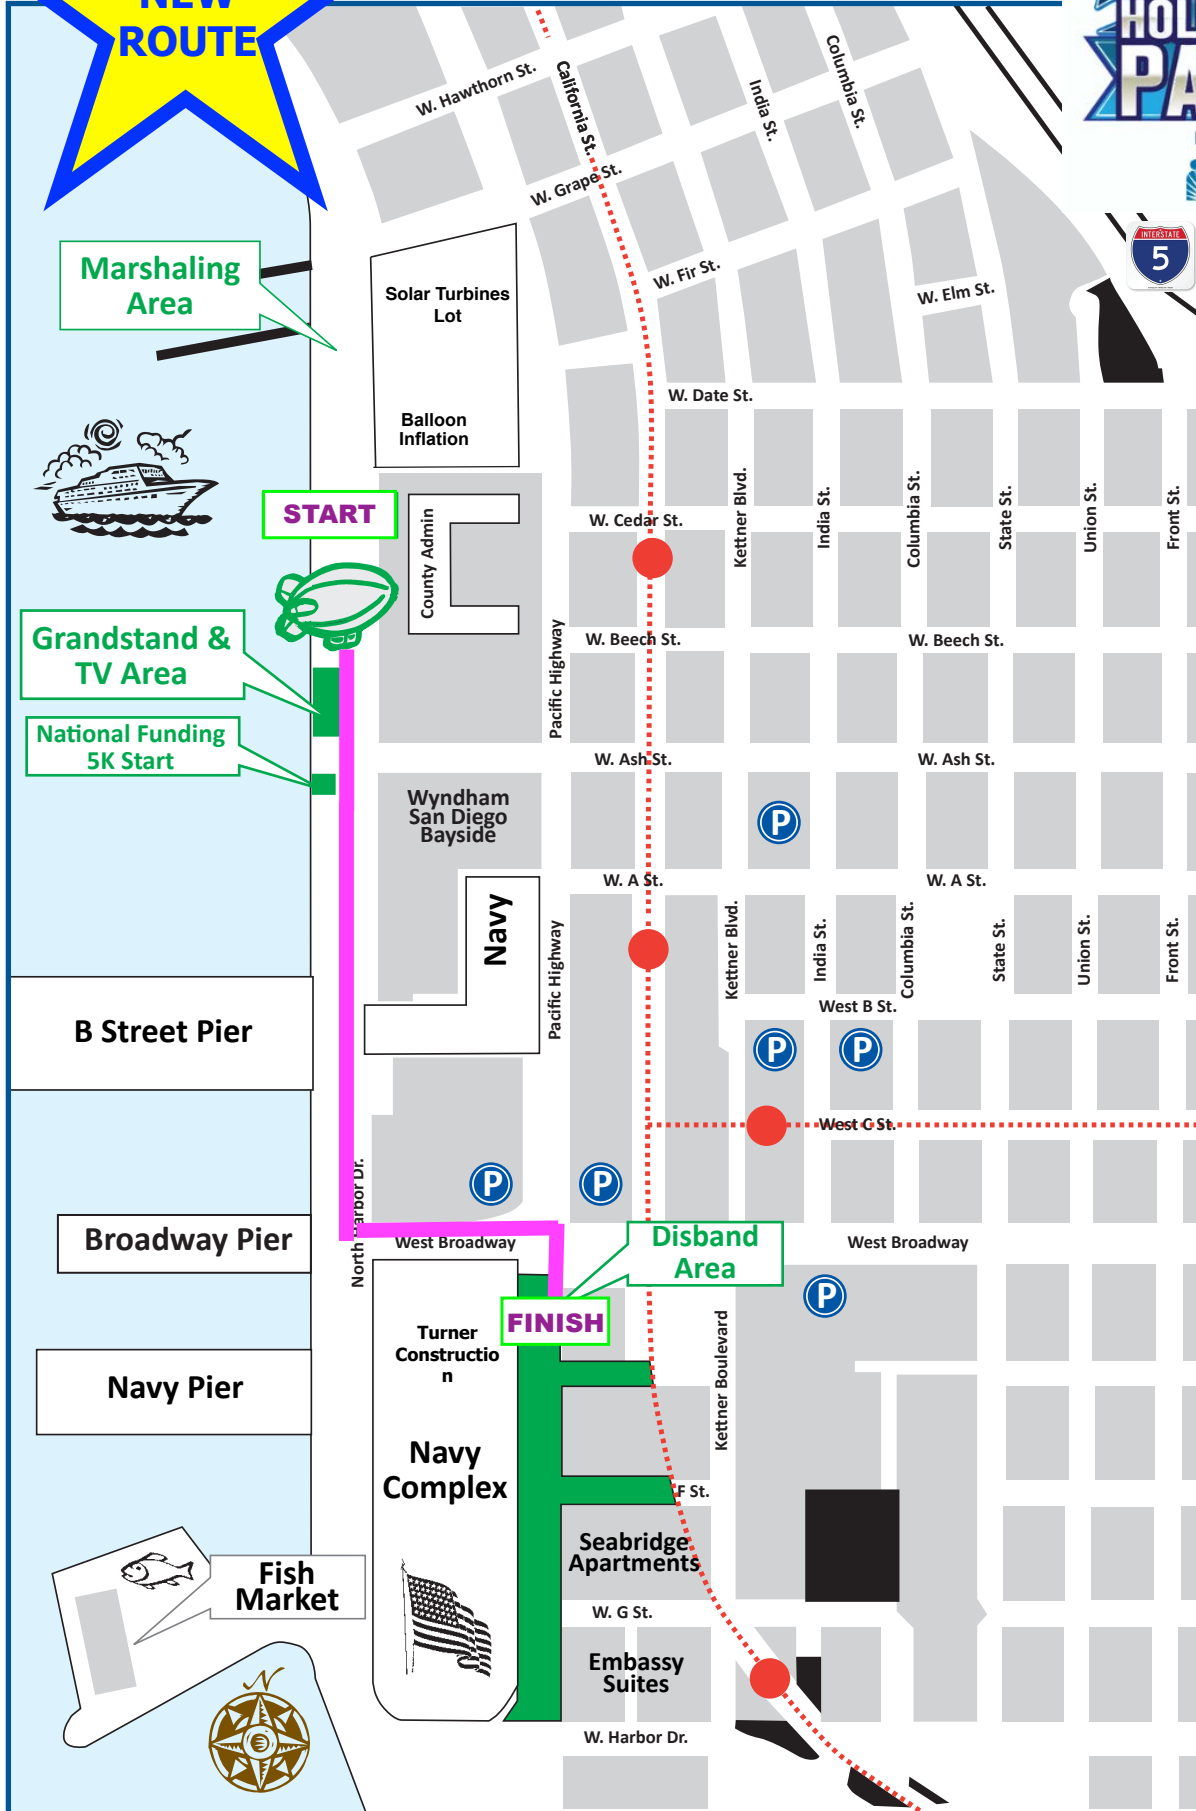 NEW
ROUTE
HOL
PA
INTERSTATE
5
W. Hawthorn St.
California St.
India St.
Columbia St.
W. Grape St.
W. Fir St.
W. Elm St.
Marshaling
Area
Solar Turbines
Lot
Balloon
Inflation
W. Date St.
START
County Admin
W. Cedar St.
Kettner Blvd.
India St.
Columbia St.
State St.
Union St.
Front St.
Grandstand &
TV Area
W. Beech St.
W. Beech St.
Pacific Highway
National Funding
5K Start
W. Ash St.
W. Ash St.
Wyndham
San Diego
Bayside
P
W. A St.
W. A St.
Navy
Pacific Highway
Kettner Blvd.
India St.
Columbia St.
State St.
Union St.
Front St.
B Street Pier
West B St.
P
P
West C St.
North Harbor Dr.
P
P
Broadway Pier
West Broadway
Disband
Area
West Broadway
P
FINISH
Turner
Constructio
n
Kettner Boulevard
Navy Pier
Navy
Complex
F St.
Seabridge
Apartments
Fish
Market
W. G St.
Embassy
Suites
N
W. Harbor Dr.